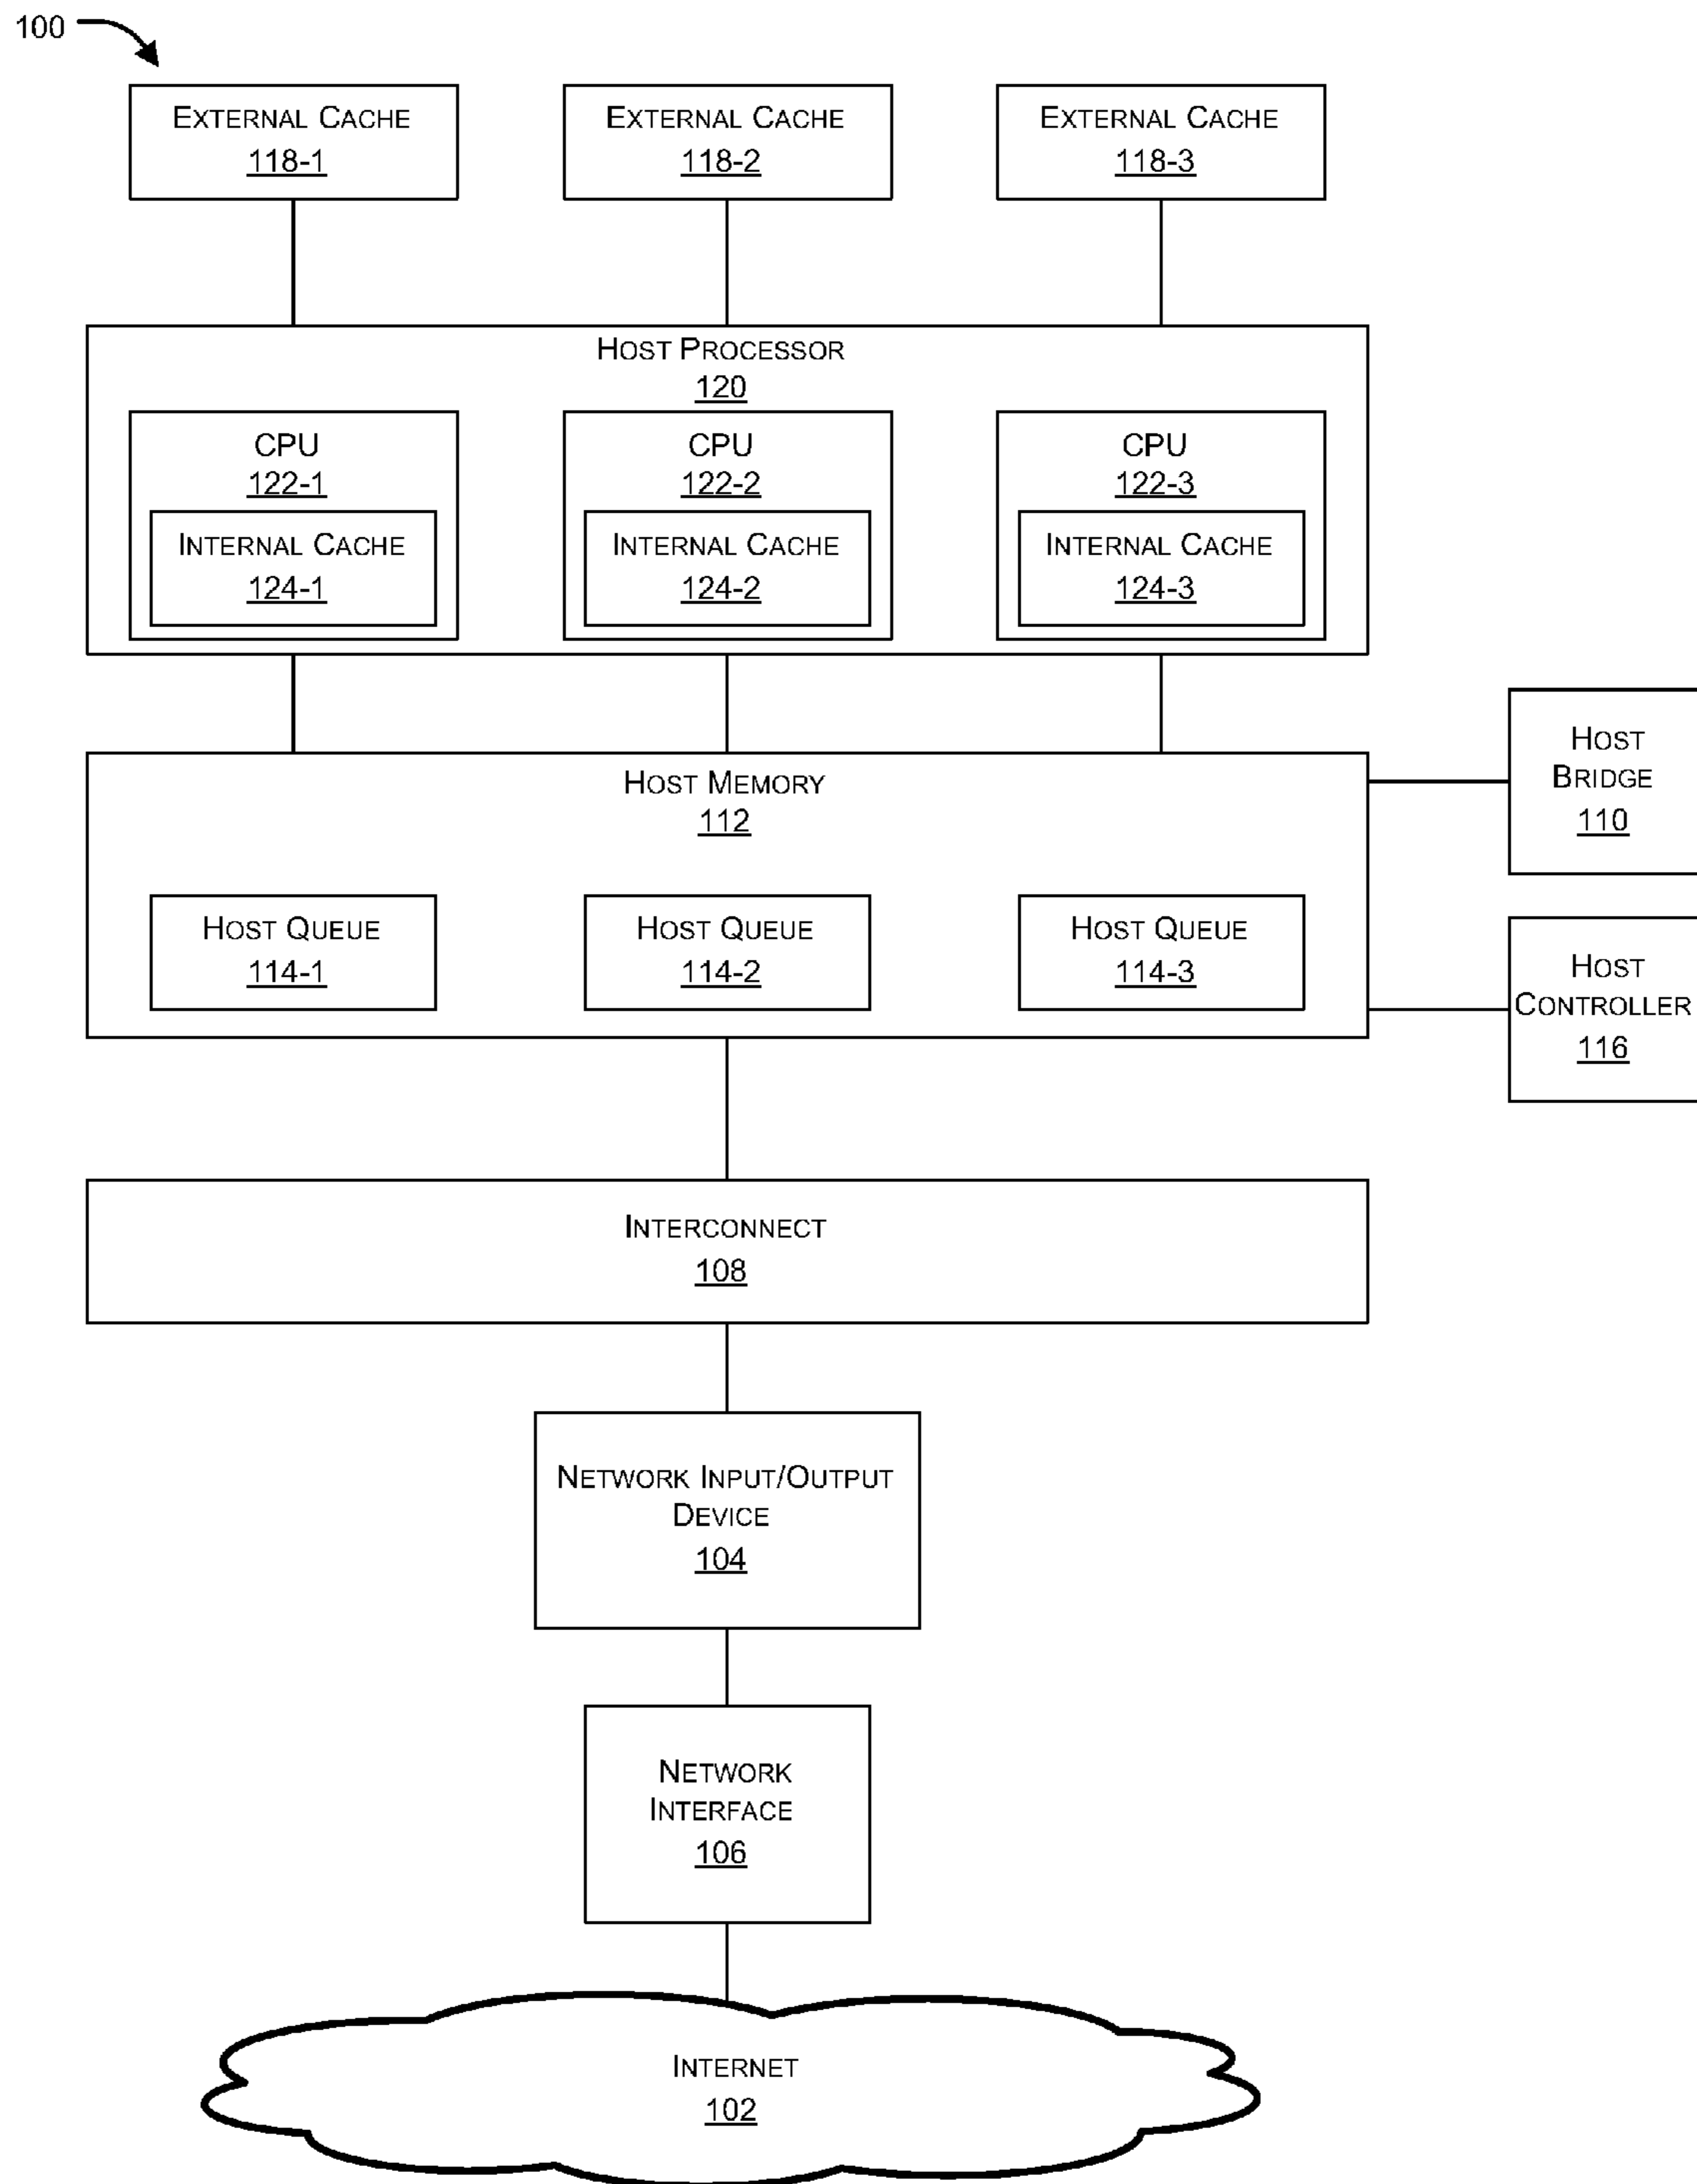 100
EXTERNAL CACHE
118-1
EXTERNAL CACHE
118-2
EXTERNAL CACHE
118-3
HOST PROCESSOR
120
CPU
122-1
INTERNAL CACHE
124-1
CPU
122-2
INTERNAL CACHE
124-2
CPU
122-3
INTERNAL CACHE
124-3
HOST MEMORY
112
HOST QUEUE
114-1
HOST QUEUE
114-2
HOST QUEUE
114-3
HOST
BRIDGE
110
HOST
CONTROLLER
116
INTERCONNECT
108
NETWORK INPUT/OUTPUT
DEVICE
104
NETWORK
INTERFACE
106
INTERNET
102